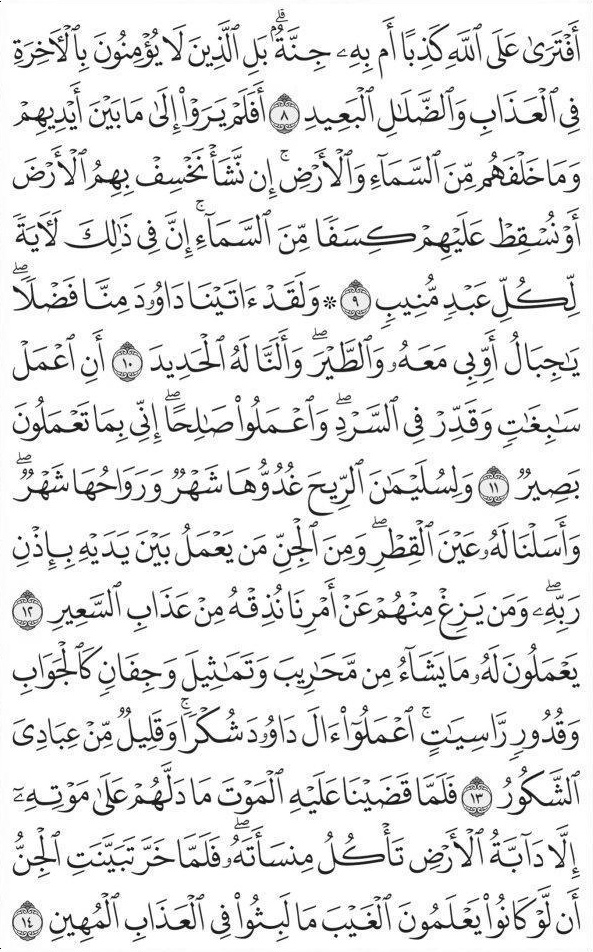 أَفْتَرَىٰ عَلَى ٱللَّهِ كَذِبًا أَم بِهِۦ جِنَّةٌۢ ۗ بَلِ ٱلَّذِينَ لَا يُؤْمِنُونَ بِٱلْأَخِرَةِ
فِى ٱلْعَذَابِ وَٱلضَّلَٰلِ ٱلْبَعِيدِ ٨ أَفَلَمْ يَرَوْا۟ إِلَىٰ مَا بَيْنَ أَيْدِيهِمْ
وَمَا خَلْفَهُم مِّنَ ٱلسَّمَآءِ وَٱلْأَرْضِ ۚ إِن نَّشَأْ نَخْسِفْ بِهِمُ ٱلْأَرْضَ
أَوْ نُسْقِطْ عَلَيْهِمْ كِسَفًا مِّنَ ٱلسَّمَآءِ ۚ إِنَّ فِى ذَٰلِكَ لَأَيَةً
لِّكُلِّ عَبْدٍ مُّنِيبٍ ٩ ۞ وَلَقَدْ ءَاتَيْنَا دَاوُۥدَ مِنَّا فَضْلًا ۖ
يَٰجِبَالُ أَوِّبِى مَعَهُۥ وَٱلطَّيْرَ ۖ وَأَلَنَّا لَهُ ٱلْحَدِيدَ ١٠ أَنِ ٱعْمَلْ
سَٰبِغَٰتٍ وَقَدِّرْ فِى ٱلسَّرْدِ ۖ وَٱعْمَلُوا۟ صَٰلِحًا ۖ إِنِّى بِمَا تَعْمَلُونَ
بَصِيرٌ ١١ وَلِسُلَيْمَٰنَ ٱلرِّيحَ غُدُوُّهَا شَهْرٌ وَرَوَاحُهَا شَهْرٌ ۖ
وَأَسَلْنَا لَهُۥ عَيْنَ ٱلْقِطْرِ ۖ وَمِنَ ٱلْجِنِّ مَن يَعْمَلُ بَيْنَ يَدَيْهِ بِإِذْنِ
رَبِّهِۦ ۖ وَمَن يَزِغْ مِنْهُمْ عَنْ أَمْرِنَا نُذِقْهُ مِنْ عَذَابِ ٱلسَّعِيرِ ١٢
يَعْمَلُونَ لَهُۥ مَا يَشَآءُ مِن مَّحَٰرِيبَ وَتَمَٰثِيلَ وَجِفَانٍ كَٱلْجَوَابِ
وَقُدُورٍ رَّاسِيَٰتٍ ۚ ٱعْمَلُوٓا۟ ءَالَ دَاوُۥدَ شُكْرًا ۚ وَقَلِيلٌ مِّنْ عِبَادِىَ
ٱلشَّكُورُ ١٣ فَلَمَّا قَضَيْنَا عَلَيْهِ ٱلْمَوْتَ مَا دَلَّهُمْ عَلَىٰ مَوْتِهِۦٓ
إِلَّا دَآبَّةُ ٱلْأَرْضِ تَأْكُلُ مِنسَأَتَهُۥ ۖ فَلَمَّا خَرَّ تَبَيَّنَتِ ٱلْجِنُّ
أَن لَّوْ كَانُوا۟ يَعْلَمُونَ ٱلْغَيْبَ مَا لَبِثُوا۟ فِى ٱلْعَذَابِ ٱلْمُهِينِ ١٤